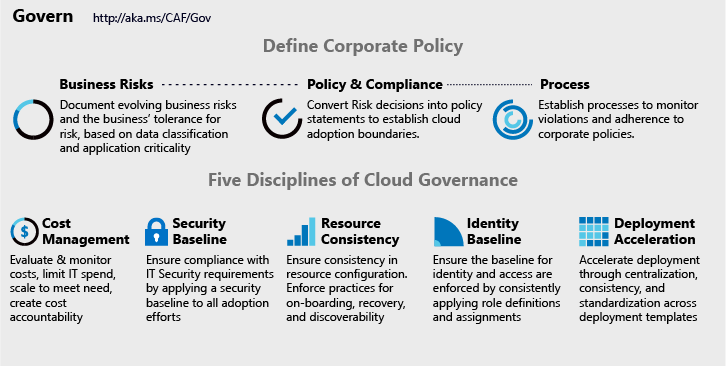 Govern http://aka.ms/CAF/Gov
Define Corporate Policy
Business Risks
Document evolving business risks
and the business’ tolerance for
risk, based on data classification
and application criticality
Policy & Compliance
Convert Risk decisions into policy
statements to establish cloud
adoption boundaries.
Process
Establish processes to monitor
violations and adherence to
corporate policies.
Five Disciplines of Cloud Governance
$
Cost
Management
Evaluate & monitor
costs, limit IT spend,
scale to meet need,
create cost
accountability
Security
Baseline
Ensure compliance with
IT Security requirements
by applying a security
baseline to all adoption
efforts
Resource
Consistency
Ensure consistency in
resource configuration.
Enforce practices for
on-boarding, recovery,
and discoverability
Identity
Baseline
Ensure the baseline for
identity and access are
enforced by consistently
applying role definitions
and assignments
Deployment
Acceleration
Accelerate deployment
through centralization,
consistency, and
standardization across
deployment templates